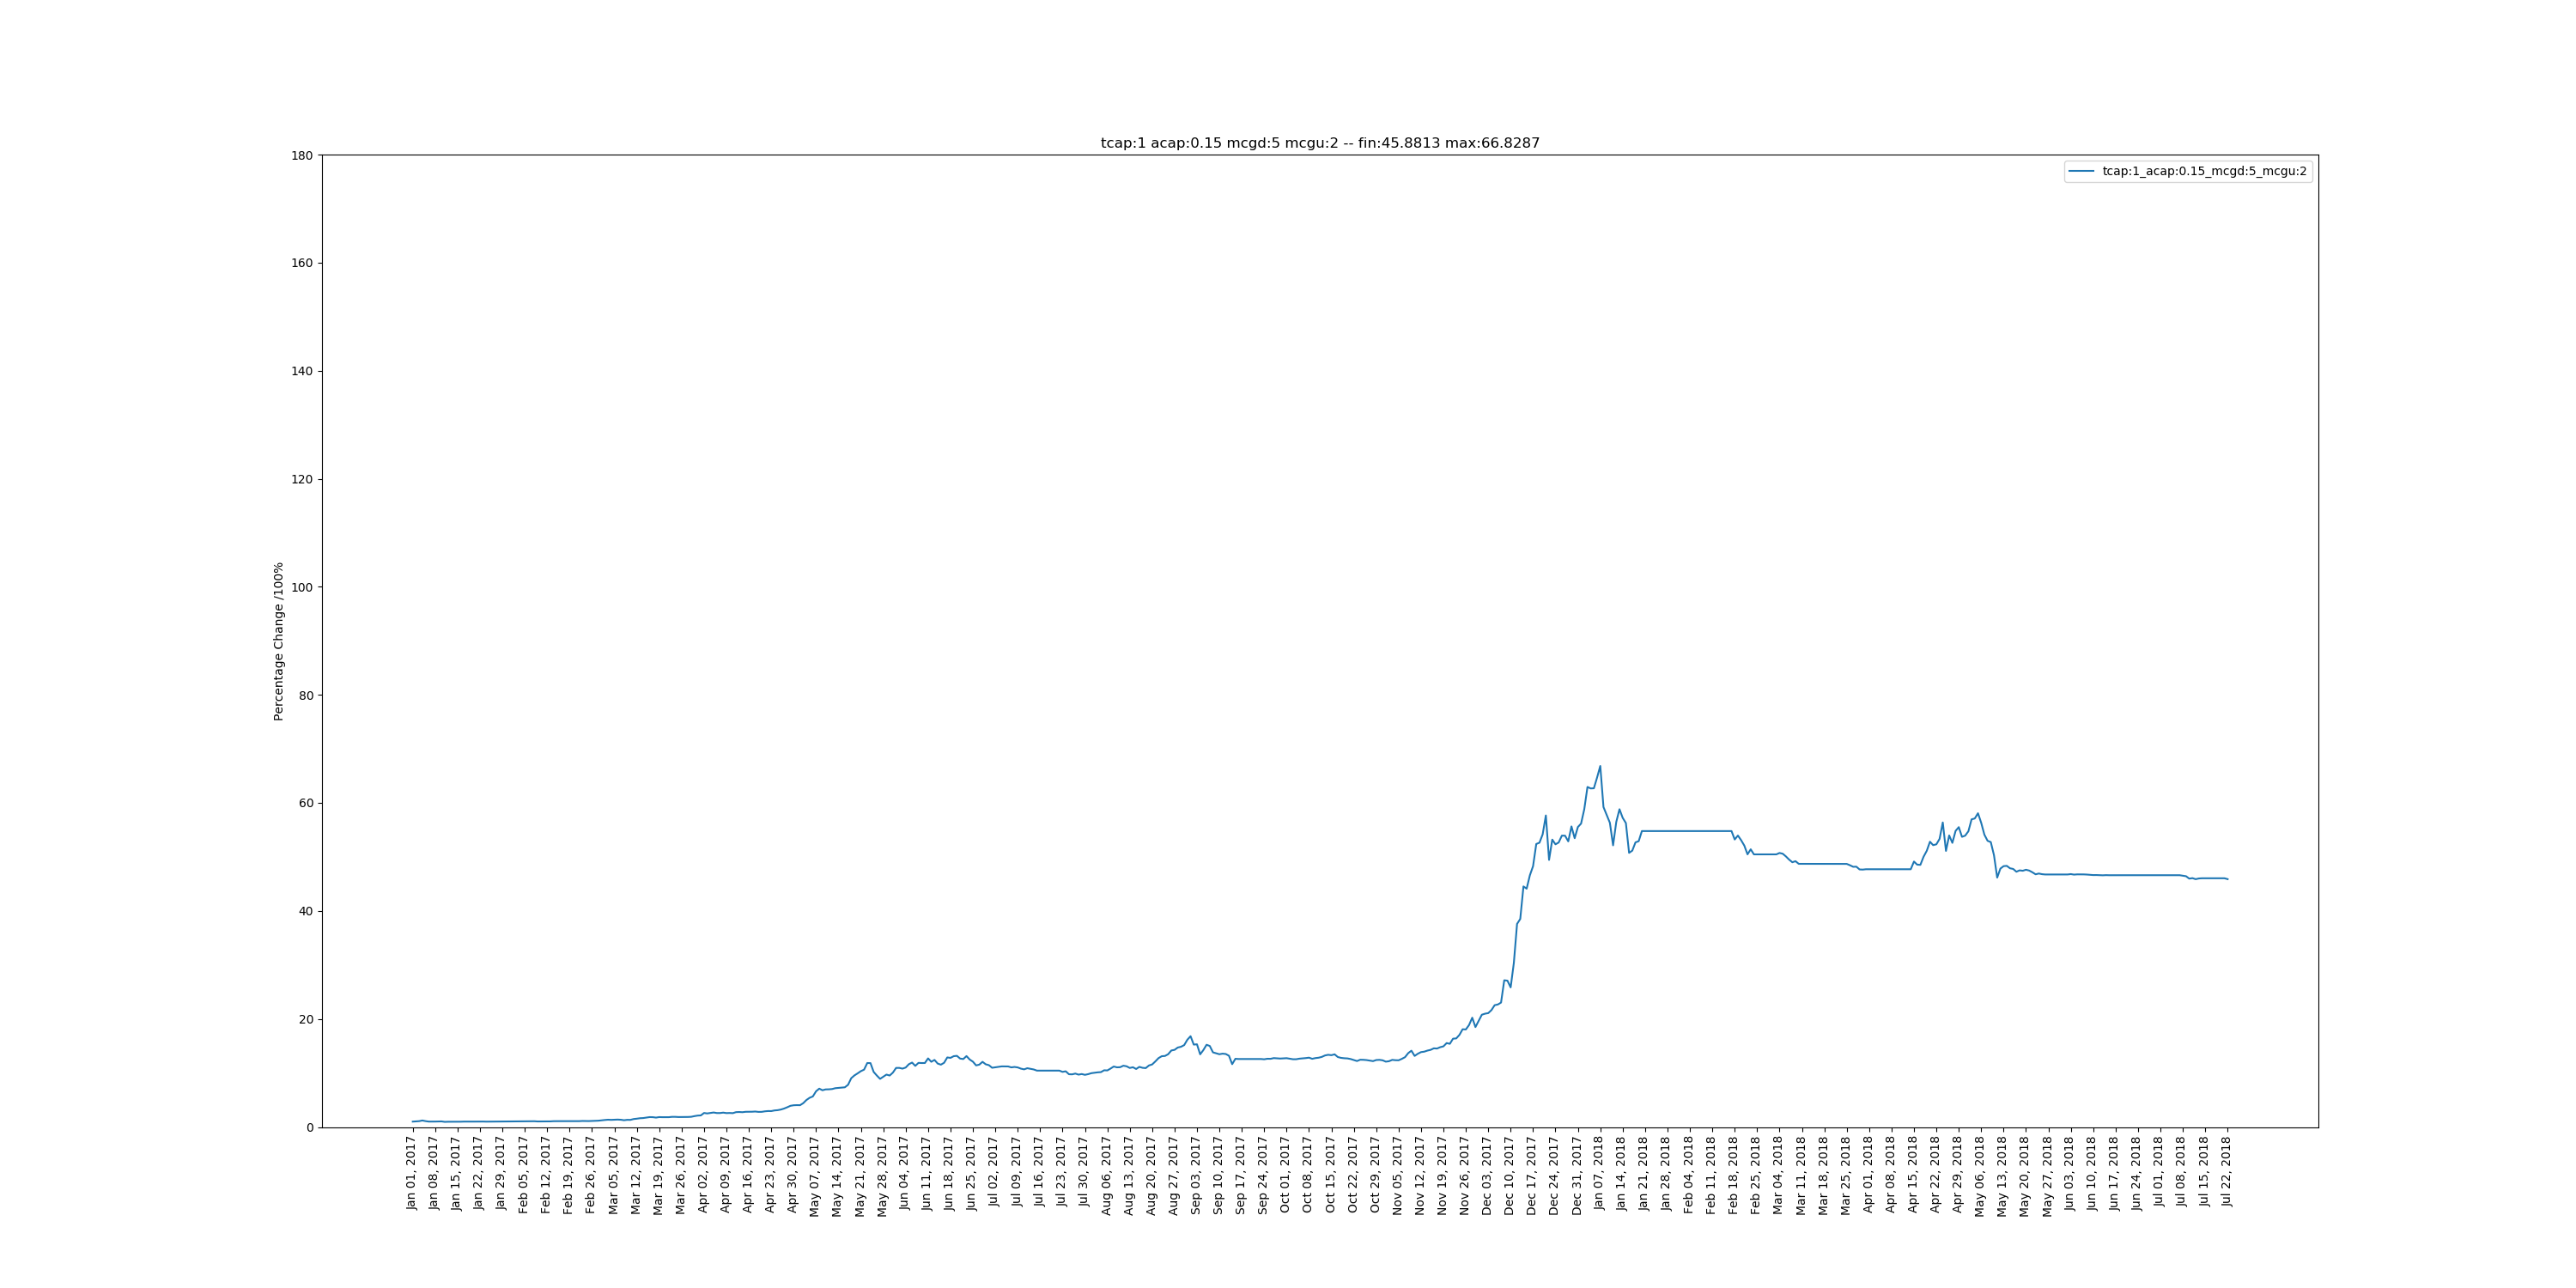 tcap:1 acap:0.15 mcgd:5 mcgu:2 -- fin:45.8813 max:66.8287
tcap:1_acap:0.15_mcgd:5_mcgu:2
Percentage Change /100%
180
160
140
120
100
80
60
40
20
0
Jan 01, 2017
Jan 08, 2017
Jan 15, 2017
Jan 22, 2017
Jan 29, 2017
Feb 05, 2017
Feb 12, 2017
Feb 19, 2017
Feb 26, 2017
Mar 05, 2017
Mar 12, 2017
Mar 19, 2017
Mar 26, 2017
Apr 02, 2017
Apr 09, 2017
Apr 16, 2017
Apr 23, 2017
Apr 30, 2017
May 07, 2017
May 14, 2017
May 21, 2017
May 28, 2017
Jun 04, 2017
Jun 11, 2017
Jun 18, 2017
Jun 25, 2017
Jul 02, 2017
Jul 09, 2017
Jul 16, 2017
Jul 23, 2017
Jul 30, 2017
Aug 06, 2017
Aug 13, 2017
Aug 20, 2017
Aug 27, 2017
Sep 03, 2017
Sep 10, 2017
Sep 17, 2017
Sep 24, 2017
Oct 01, 2017
Oct 08, 2017
Oct 15, 2017
Oct 22, 2017
Oct 29, 2017
Nov 05, 2017
Nov 12, 2017
Nov 19, 2017
Nov 26, 2017
Dec 03, 2017
Dec 10, 2017
Dec 17, 2017
Dec 24, 2017
Dec 31, 2017
Jan 07, 2018
Jan 14, 2018
Jan 21, 2018
Jan 28, 2018
Feb 04, 2018
Feb 11, 2018
Feb 18, 2018
Feb 25, 2018
Mar 04, 2018
Mar 11, 2018
Mar 18, 2018
Mar 25, 2018
Apr 01, 2018
Apr 08, 2018
Apr 15, 2018
Apr 22, 2018
Apr 29, 2018
May 06, 2018
May 13, 2018
May 20, 2018
May 27, 2018
Jun 03, 2018
Jun 10, 2018
Jun 17, 2018
Jun 24, 2018
Jul 01, 2018
Jul 08, 2018
Jul 15, 2018
Jul 22, 2018